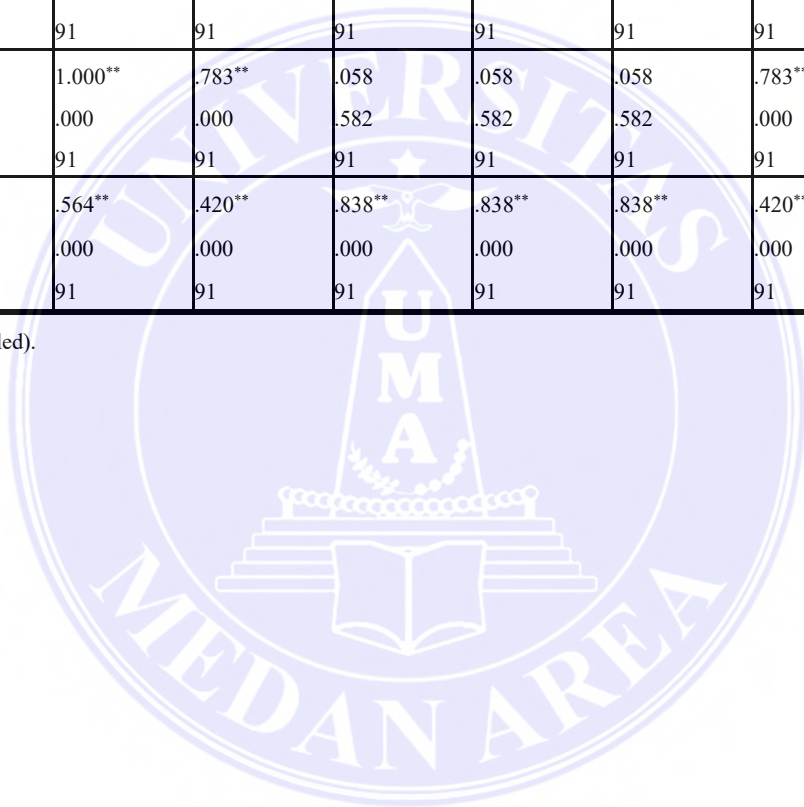 91 91 91 91 91 91
1.000** .783** .058 .058 .058 .783**
.000 .000 .582 .582 .582 .000
91 91 91 91 91 91
.564** .420** .838** .838** .838** .420**
.000 .000 .000 .000 .000 .000
91 91 91 91 91 91
led).
UNIVERSITAS
U
M
A
MEDAN AREA